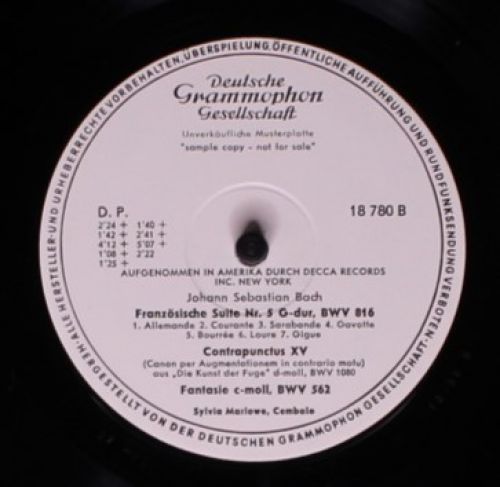 ALLE HERSTELLER- UND URHEBERRECHTE VORBEHALTEN, ÜBERSPIELUNG, ÖFFENTLICHE AUFFÜHRUNG UND RUNDFUNKSENDUNG VERBOTEN·
Deutsche
Grammophon
Gesellschaft
Unverkäufliche Musterplatte
"sample copy - not for sale"
D. P.
18 780 B
2'24 + 1'40 +
1'42 + 2'41 +
4'12 + 5'07 +
1'08 + 2'22
1'25 +
AUFGENOMMEN IN AMERIKA DURCH DECCA RECORDS
INC. NEW YORK
Johann Sebastian Bach
Französische Suite Nr. 5 G-dur, BWV 816
1. Allemande 2. Courante 3. Sarabande 4. Gavotte
5. Bourrée 6. Loure 7. Gigue
Contrapunctus XV
(Canon per Augmentationem in contrario motu)
aus „Die Kunst der Fuge" d-moll, BWV 1080
Fantasie c-moll, BWV 562
Sylvia Marlowe, Cembalo
HERGESTELLT VON DER DEUTSCHEN GRAMMOPHON GESELLSCHAFT·